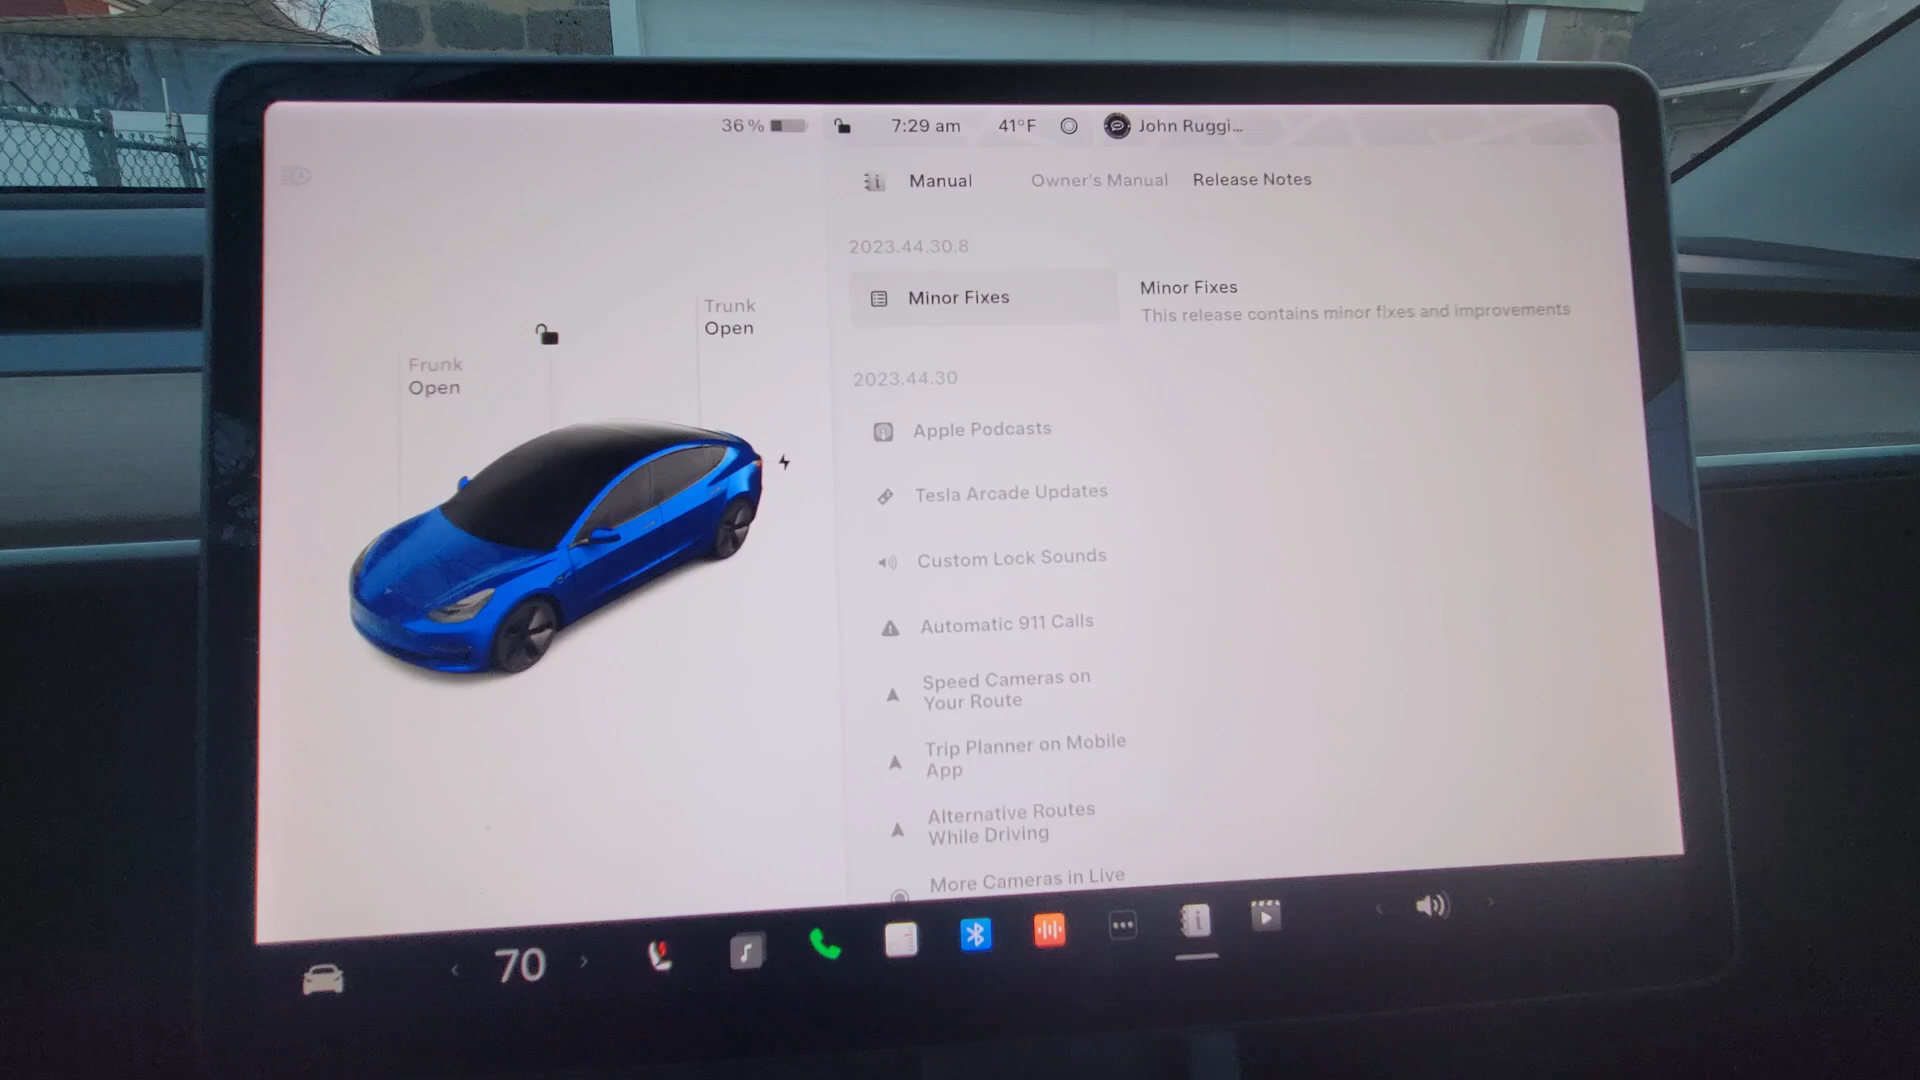 36 %
7:29 am
41°F
John Ruggi...
Manual
Owner's Manual
Release Notes
2023.44.30.8
Minor Fixes
Minor Fixes
This release contains minor fixes and improvements
Trunk
Open
Frunk
Open
2023.44.30
Apple Podcasts
Tesla Arcade Updates
Custom Lock Sounds
Automatic 911 Calls
Speed Cameras on
Your Route
Trip Planner on Mobile
App
Alternative Routes
While Driving
More Cameras in Live
70